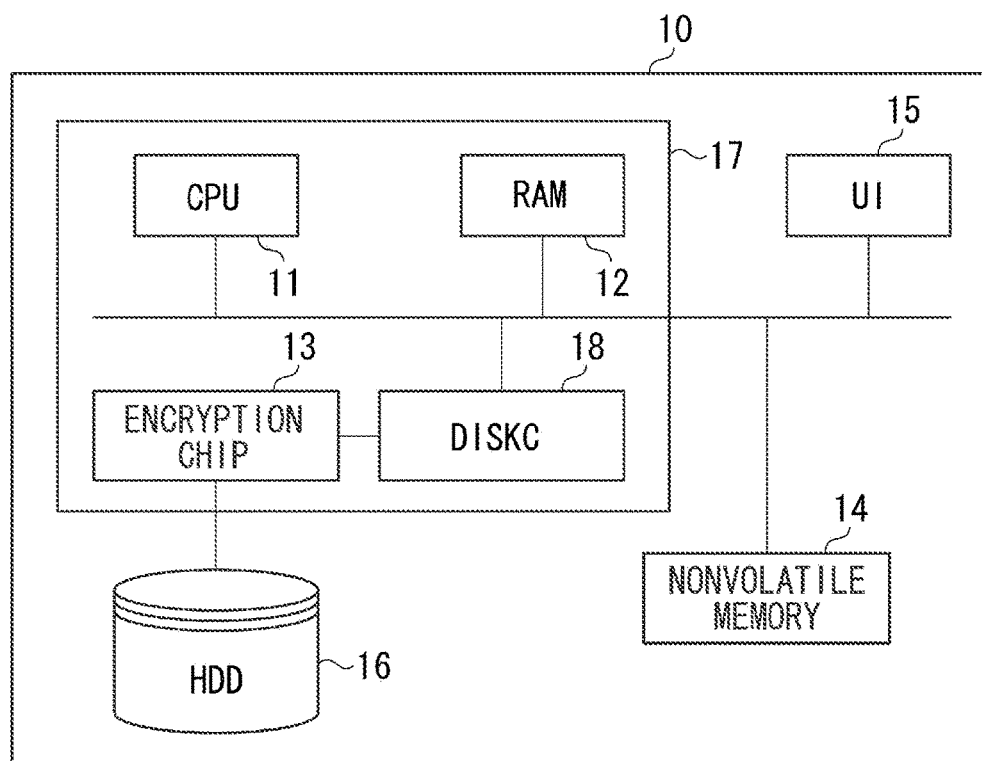 10
15
17
CPU
RAM
UI
11
12
13
18
ENCRYPTION
CHIP
DISKC
14
NONVOLATILE
MEMORY
HDD
16